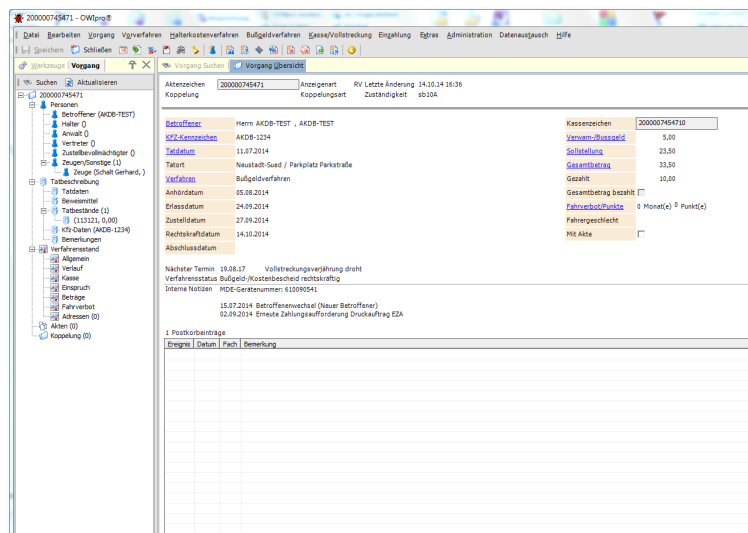 200000745471 - OWIpro®
Datei Bearbeiten Vorgang Vorverfahren Halterkostenverfahren Bußgeldverfahren Kasse/Vollstreckung Einzahlung Extras Administration Datenaustausch Hilfe
Speichern Schließen
Werkzeuge Vorgang
Vorgang Suchen Vorgang Übersicht
Suchen Aktualisieren
200000745471
Personen
Betroffener (AKDB-TEST)
Halter ()
Anwalt ()
Vertreter ()
Zustellbevollmächtigter ()
Zeugen/Sonstige (1)
Zeuge (Schalt Gerhard, )
Tatbeschreibung
Tatdaten
Beweismittel
Tatbestände (1)
(113121, 0,00)
Kfz-Daten (AKDB-1234)
Bemerkungen
Verfahrensstand
Allgemein
Verlauf
Kasse
Einspruch
Beträge
Fahrverbot
Adressen (0)
Akten (0)
Koppelung (0)
Aktenzeichen 200000745471 Anzeigenart RV Letzte Änderung 14.10.14 16:36
Koppelung Koppelungsart Zuständigkeit sb10A
Betroffener Herrn AKDB-TEST , AKDB-TEST Kassenzeichen 2000007454710
KFZ-Kennzeichen AKDB-1234 Verwarn-/Bussgeld 5,00
Tatdatum 11.07.2014 Sollstellung 23,50
Tatort Neustadt-Sued / Parkplatz Parkstraße Gesamtbetrag 33,50
Verfahren Bußgeldverfahren Gezahlt 10,00
Anhördatum 05.08.2014 Gesamtbetrag bezahlt
Erlassdatum 24.09.2014 Fahrverbot/Punkte 0 Monat(e) 0 Punkt(e)
Zustelldatum 27.09.2014 Fahrergeschlecht
Rechtskraftdatum 14.10.2014 Mit Akte
Abschlussdatum
Nächster Termin 19.08.17 Vollstreckungsverjährung droht
Verfahrensstatus Bußgeld-/Kostenbescheid rechtskräftig
Interne Notizen MDE-Gerätenummer: 610090541
15.07.2014 Betroffenenwechsel (Neuer Betroffener)
02.09.2014 Erneute Zahlungsaufforderung Druckauftrag EZA
1 Postkorbeinträge
Ereignis Datum Fach Bemerkung